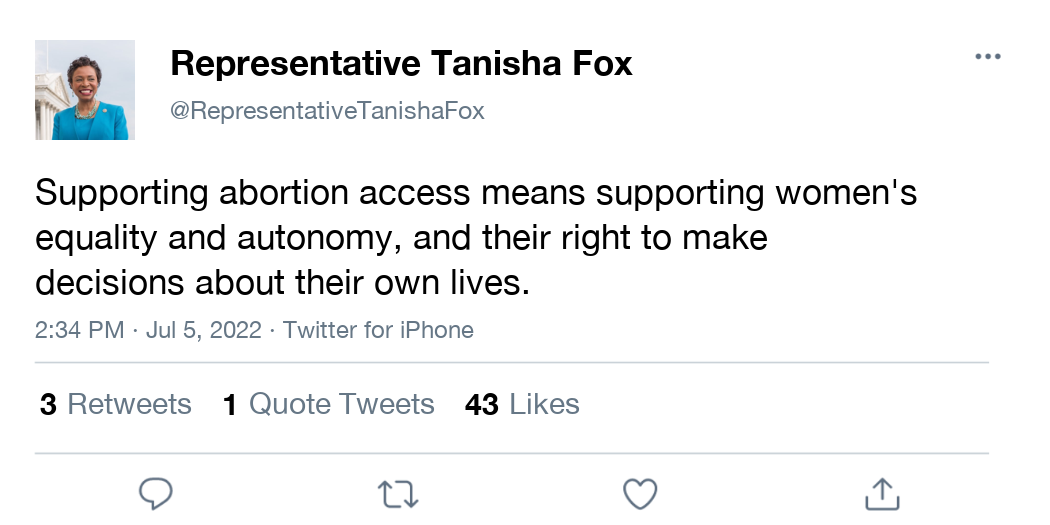 Representative Tanisha Fox
@RepresentativeTanishaFox
Supporting abortion access means supporting women's
equality and autonomy, and their right to make
decisions about their own lives.
2:34 PM · Jul 5, 2022 · Twitter for iPhone
3 Retweets 1 Quote Tweets 43 Likes